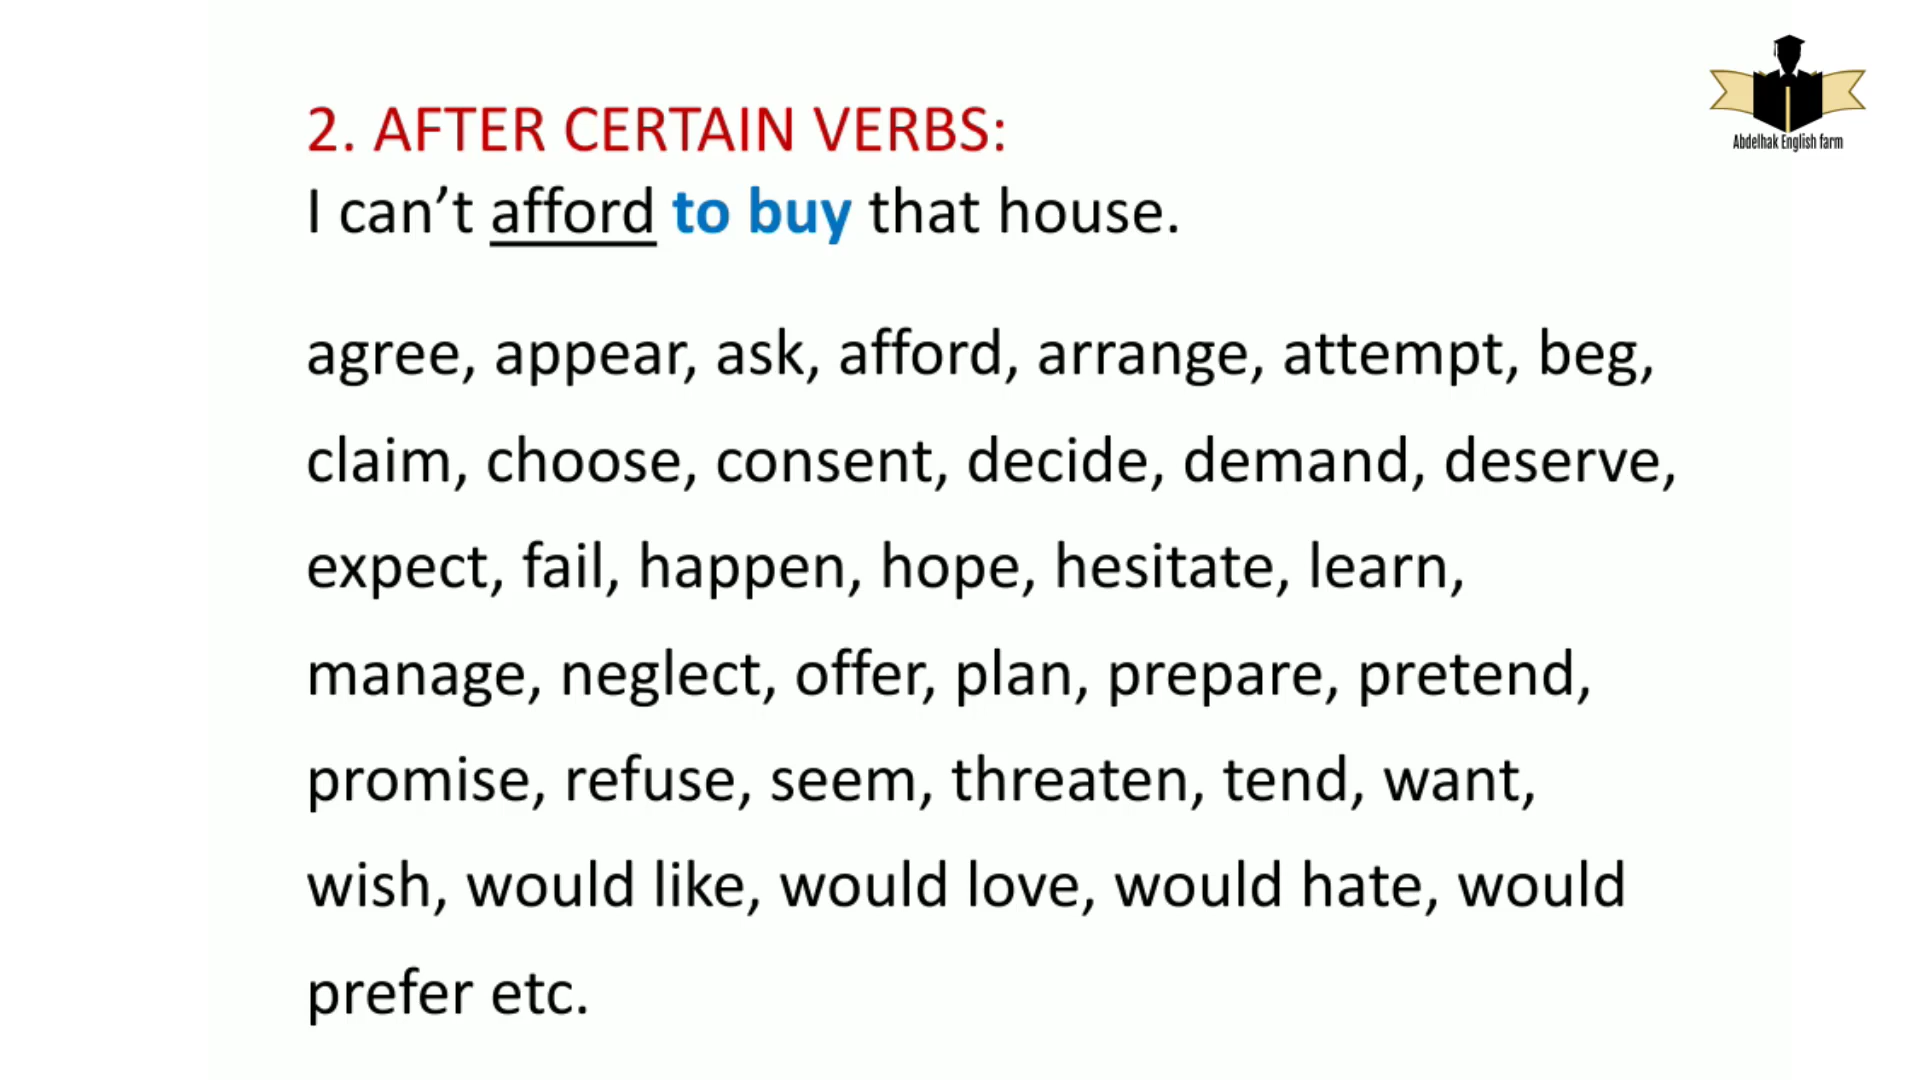 Abdelhak English farm
2. AFTER CERTAIN VERBS:
I can’t afford to buy that house.
agree, appear, ask, afford, arrange, attempt, beg,
claim, choose, consent, decide, demand, deserve,
expect, fail, happen, hope, hesitate, learn,
manage, neglect, offer, plan, prepare, pretend,
promise, refuse, seem, threaten, tend, want,
wish, would like, would love, would hate, would
prefer etc.